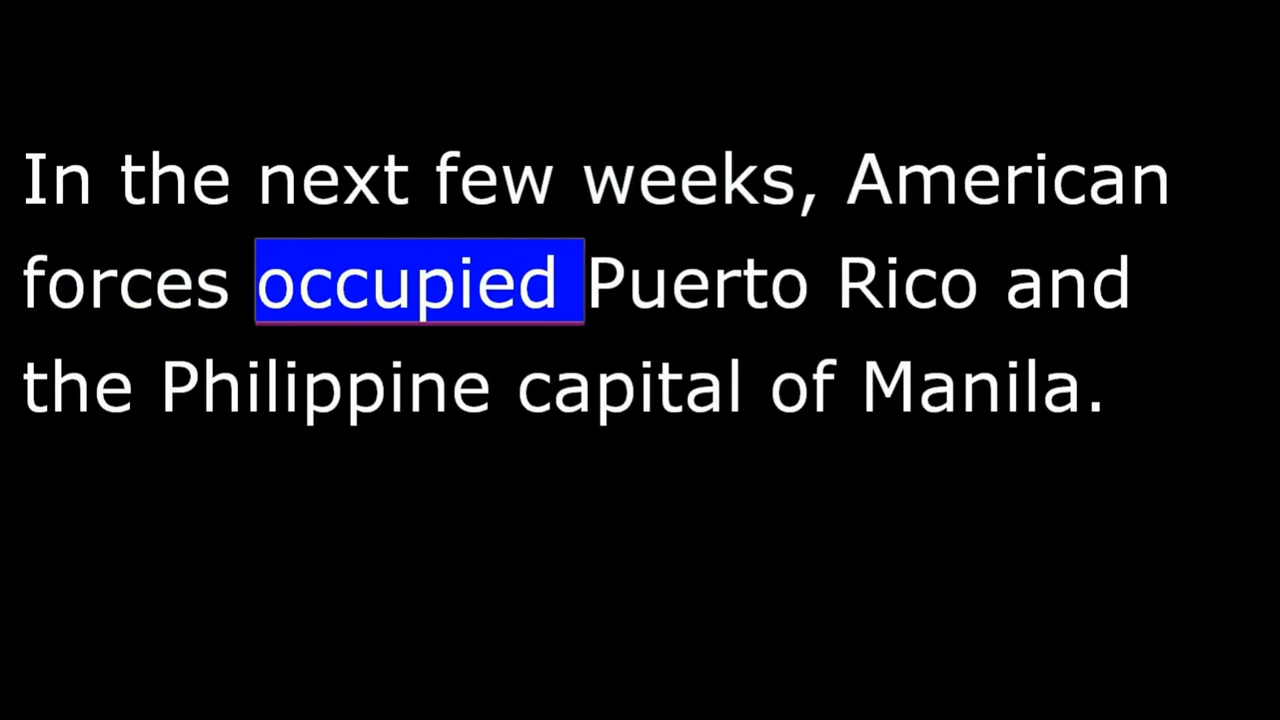 In the next few weeks, American
forces occupied Puerto Rico and
the Philippine capital of Manila.